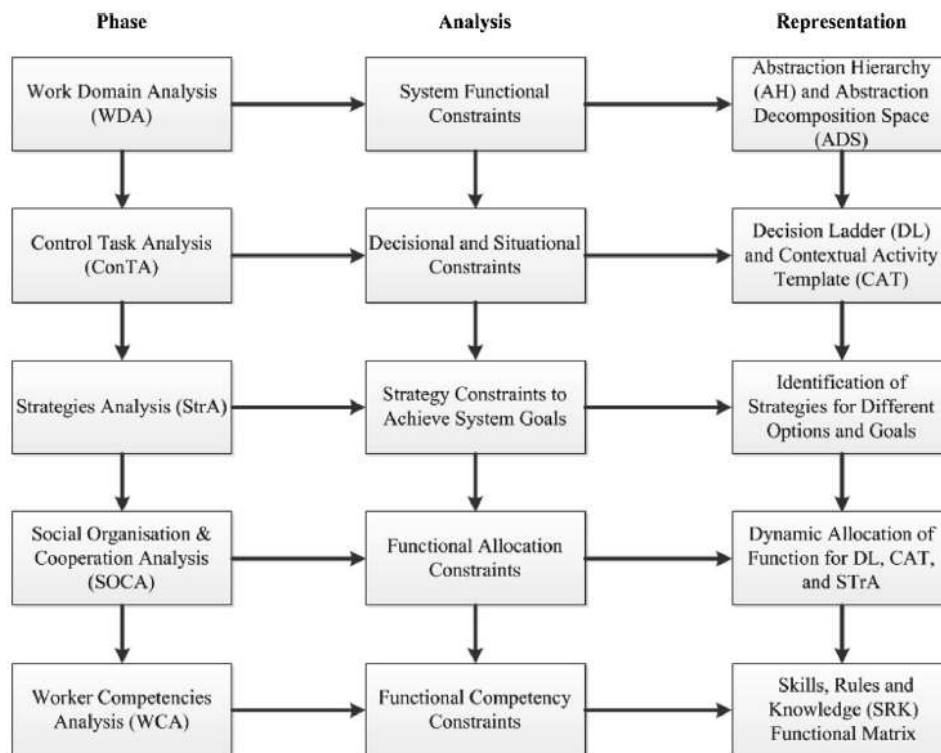 Phase
Analysis
Representation
Work Domain Analysis
(WDA)
System Functional
Constraints
Abstraction Hierarchy
(AH) and Abstraction
Decomposition Space
(ADS)
Control Task Analysis
(ConTA)
Decisional and Situational
Constraints
Decision Ladder (DL)
and Contextual Activity
Template (CAT)
Strategies Analysis (StrA)
Strategy Constraints to
Achieve System Goals
Identification of
Strategies for Different
Options and Goals
Social Organisation &
Cooperation Analysis
(SOCA)
Functional Allocation
Constraints
Dynamic Allocation of
Function for DL, CAT,
and STrA
Worker Competencies
Analysis (WCA)
Functional Competency
Constraints
Skills, Rules and
Knowledge (SRK)
Functional Matrix